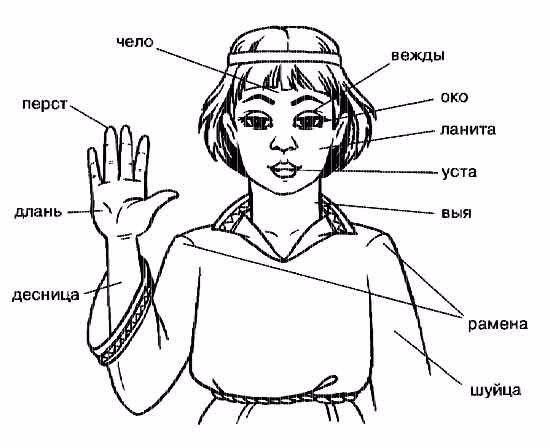 чело
вежды
перст
око
ланита
уста
длань
выя
десница
рамена
шуйца